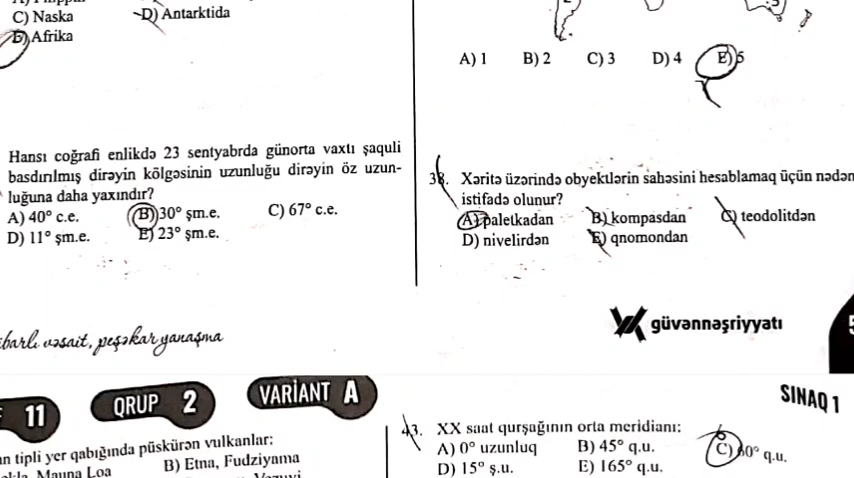 C) Naska D) Antarktida
E) Afrika
Hansı coğrafi enlikdə 23 sentyabrda günorta vaxtı şaquli
basdırılmış dirəyin kölgəsinin uzunluğu dirəyin öz uzun-
luğuna daha yaxındır?
A) 40° c.e. B) 30° şm.e. C) 67° c.e.
D) 11° şm.e. E) 23° şm.e.
A) 1 B) 2 C) 3 D) 4 E) 5
38. Xəritə üzərində obyektlərin sahəsini hesablamaq üçün nədən
istifadə olunur?
A) paletkadan B) kompasdan C) teodolitdən
D) nivelirdən E) qnomondan
vəsait, peşəkar yanaşma
güvənnəşriyyatı
11 QRUP 2 VARİANT A
SINAQ 1
tipli yer qabığında püskürən vulkanlar:
Mauna Loa B) Etna, Fudziyama
43. XX saat qurşağının orta meridianı:
A) 0° uzunluq B) 45° q.u. C) 60° q.u.
D) 15° ş.u. E) 165° q.u.